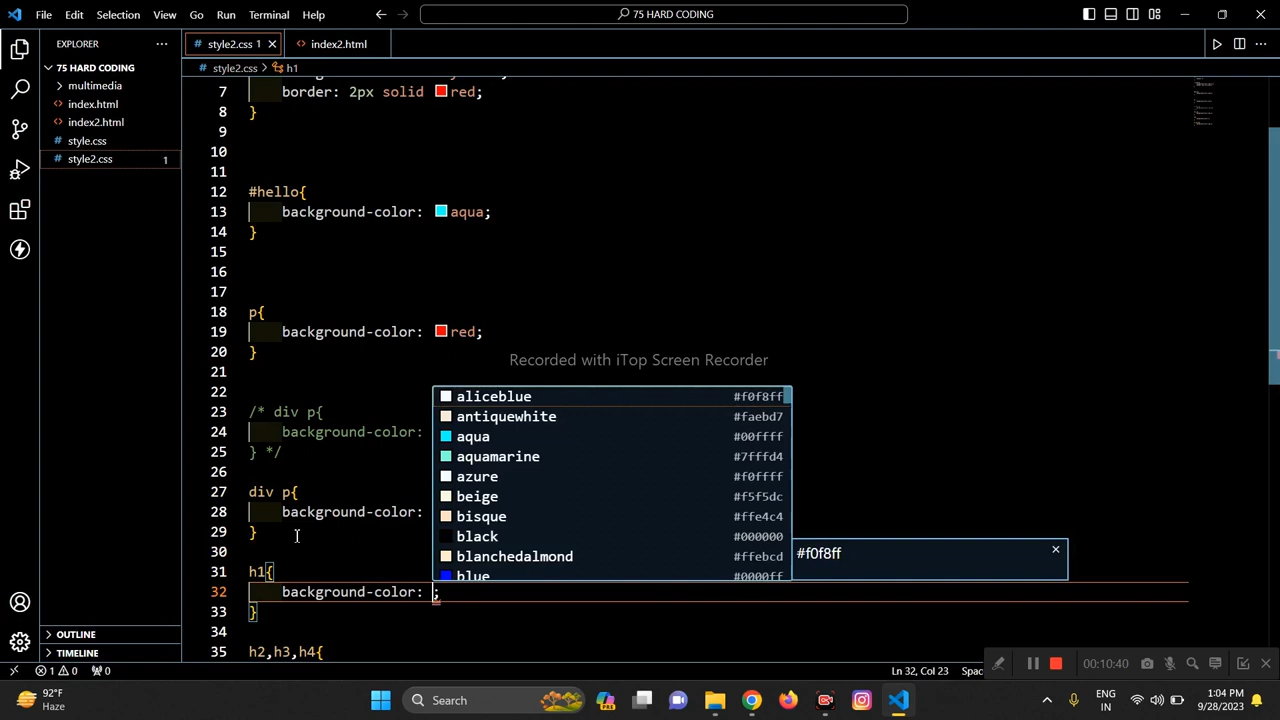 File Edit Selection View Go Run Terminal Help
75 HARD CODING
EXPLORER
75 HARD CODING
multimedia
index.html
index2.html
style.css
style2.css 1
OUTLINE
TIMELINE
style2.css 1
index2.html
style2.css > h1
7 border: 2px solid red;
8 }
9
10
11
12 #hello{
13 background-color: aqua;
14 }
15
16
17
18 p{
19 background-color: red;
20 }
21
22
23 /* div p{
24 background-color:
25 } */
26
27 div p{
28 background-color:
29 }
30
31 h1{
32 background-color: ;
33 }
34
35 h2,h3,h4{
Recorded with iTop Screen Recorder
aliceblue #f0f8ff
antiquewhite #faebd7
aqua #00ffff
aquamarine #7fffd4
azure #f0ffff
beige #f5f5dc
bisque #ffe4c4
black #000000
blanchedalmond #ffebcd
blue #0000ff
#f0f8ff
1 0 0
Ln 32, Col 23
Spac
00:10:40
92°F
Haze
Search
PRE
ENG
IN
1:04 PM
9/28/2023